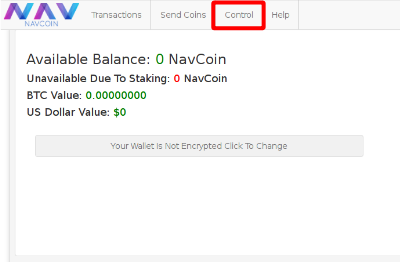 NAVCOIN
Transactions Send Coins Control Help
Available Balance: 0 NavCoin
Unavailable Due To Staking: 0 NavCoin
BTC Value: 0.00000000
US Dollar Value: $0
Your Wallet Is Not Encrypted Click To Change